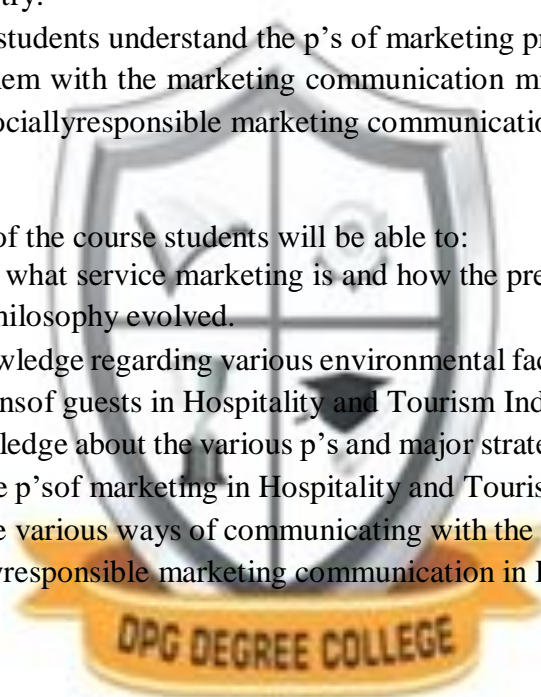 try.
students understand the p’s of marketing pr
hem with the marketing communication m
ociallyresponsible marketing communicatio
of the course students will be able to:
what service marketing is and how the pre
hilosophy evolved.
wledge regarding various environmental fac
nsof guests in Hospitality and Tourism Ind
ledge about the various p’s and major strate
e p’sof marketing in Hospitality and Touris
e various ways of communicating with the
yresponsible marketing communication in
DPG DEGREE COLLEGE